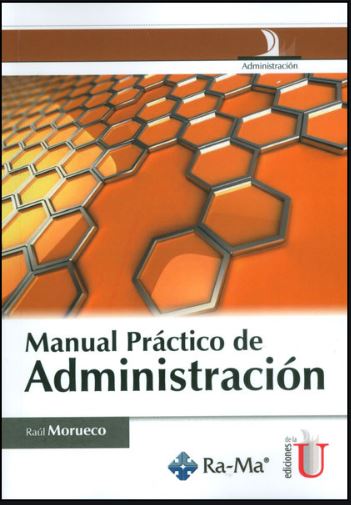 Administración
Manual Práctico de
Administración
Raúl Morueco
Ra-Ma®
ediciones de la
U